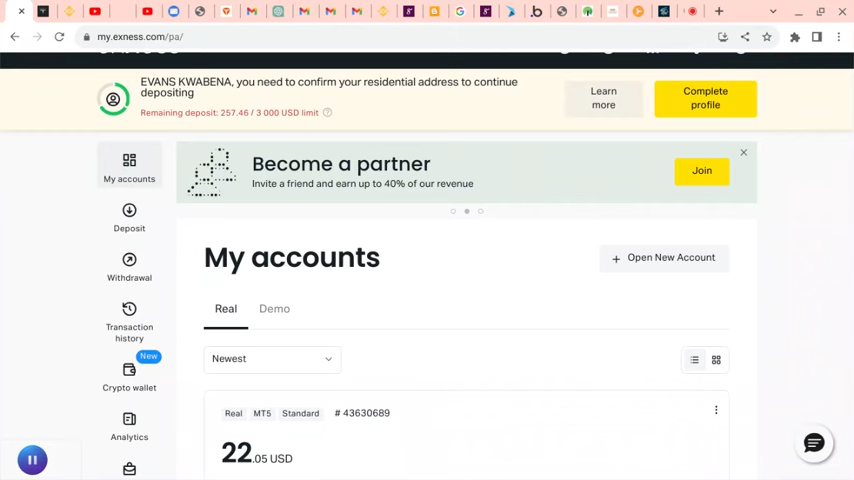 my.exness.com/pa/
EVANS KWABENA, you need to confirm your residential address to continue
depositing
Remaining deposit: 257.46 / 3 000 USD limit
Learn
more
Complete
profile
My accounts
Deposit
Withdrawal
Transaction
history
New
Crypto wallet
Analytics
Become a partner
Invite a friend and earn up to 40% of our revenue
Join
My accounts
+ Open New Account
Real
Demo
Newest
Real
MT5
Standard
# 43630689
22.05 USD